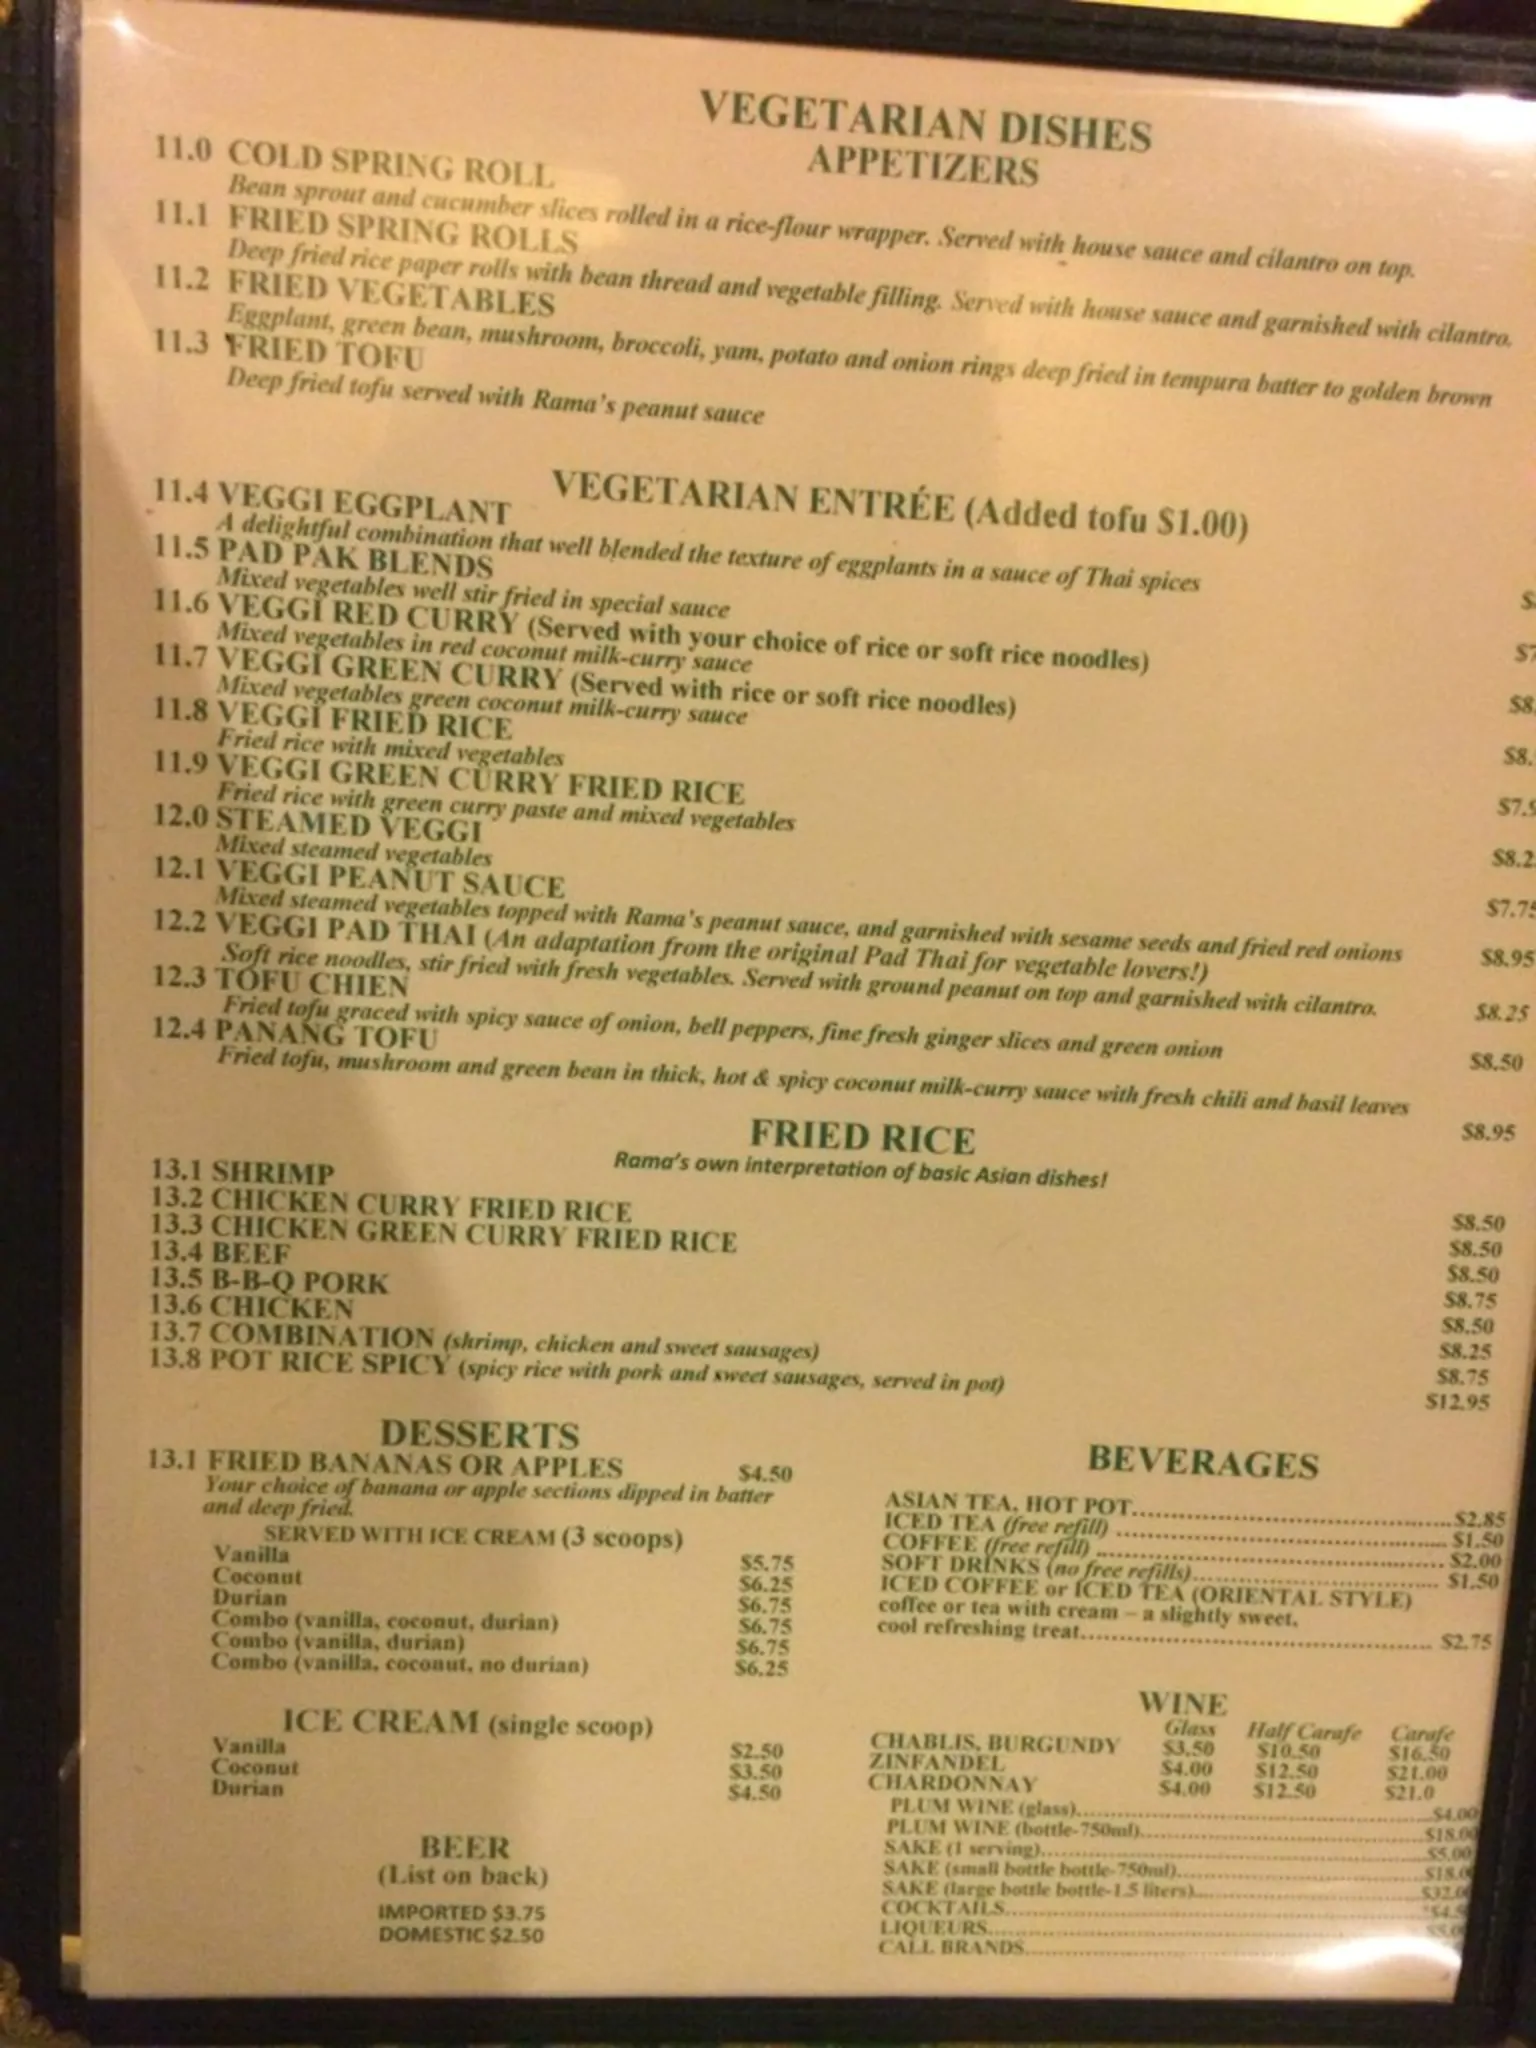 VEGETARIAN DISHES
APPETIZERS
11.0 COLD SPRING ROLL
Bean sprout and cucumber slices rolled in a rice-flour wrapper. Served with house sauce and cilantro on top.
11.1 FRIED SPRING ROLLS
Deep fried rice paper rolls with bean thread and vegetable filling. Served with house sauce and garnished with cilantro.
11.2 FRIED VEGETABLES
Eggplant, green bean, mushroom, broccoli, yam, potato and onion rings deep fried in tempura batter to golden brown
11.3 FRIED TOFU
Deep fried tofu served with Rama's peanut sauce
VEGETARIAN ENTRÉE (Added tofu $1.00)
11.4 VEGGI EGGPLANT
A delightful combination that well blended the texture of eggplants in a sauce of Thai spices
11.5 PAD PAK BLENDS
Mixed vegetables well stir fried in special sauce
11.6 VEGGI RED CURRY (Served with your choice of rice or soft rice noodles)
Mixed vegetables in red coconut milk-curry sauce
11.7 VEGGI GREEN CURRY (Served with rice or soft rice noodles)
Mixed vegetables green coconut milk-curry sauce
11.8 VEGGI FRIED RICE
Fried rice with mixed vegetables
11.9 VEGGI GREEN CURRY FRIED RICE
Fried rice with green curry paste and mixed vegetables
12.0 STEAMED VEGGI
Mixed steamed vegetables $7.75
12.1 VEGGI PEANUT SAUCE
Mixed steamed vegetables topped with Rama's peanut sauce, and garnished with sesame seeds and fried red onions $8.95
12.2 VEGGI PAD THAI (An adaptation from the original Pad Thai for vegetable lovers!)
Soft rice noodles, stir fried with fresh vegetables. Served with ground peanut on top and garnished with cilantro. $8.25
12.3 TOFU CHIEN
Fried tofu graced with spicy sauce of onion, bell peppers, fine fresh ginger slices and green onion $8.50
12.4 PANANG TOFU
Fried tofu, mushroom and green bean in thick, hot & spicy coconut milk-curry sauce with fresh chili and basil leaves $8.95
FRIED RICE
Rama's own interpretation of basic Asian dishes!
13.1 SHRIMP $8.50
13.2 CHICKEN CURRY FRIED RICE $8.50
13.3 CHICKEN GREEN CURRY FRIED RICE $8.50
13.4 BEEF $8.75
13.5 B-B-Q PORK $8.50
13.6 CHICKEN $8.25
13.7 COMBINATION (shrimp, chicken and sweet sausages) $8.75
13.8 POT RICE SPICY (spicy rice with pork and sweet sausages, served in pot) $12.95
DESSERTS
13.1 FRIED BANANAS OR APPLES $4.50
Your choice of banana or apple sections dipped in batter
and deep fried.
SERVED WITH ICE CREAM (3 scoops)
Vanilla $5.75
Coconut $6.25
Durian $6.75
Combo (vanilla, coconut, durian) $6.75
Combo (vanilla, durian) $6.75
Combo (vanilla, coconut, no durian) $6.25
ICE CREAM (single scoop)
Vanilla $2.50
Coconut $3.50
Durian $4.50
BEER
(List on back)
IMPORTED $3.75
DOMESTIC $2.50
BEVERAGES
ASIAN TEA, HOT POT.......... $2.85
ICED TEA (free refill) .......... $1.50
COFFEE (free refill) .......... $2.00
SOFT DRINKS (no free refills).......... $1.50
ICED COFFEE or ICED TEA (ORIENTAL STYLE)
coffee or tea with cream – a slightly sweet,
cool refreshing treat.......... $2.75
WINE
Glass Half Carafe Carafe
CHABLIS, BURGUNDY $3.50 $10.50 $16.50
ZINFANDEL $4.00 $12.50 $21.00
CHARDONNAY $4.00 $12.50 $21.0
PLUM WINE (glass).......... $4.00
PLUM WINE (bottle-750ml).......... $18.00
SAKE (1 serving).......... $5.00
SAKE (small bottle bottle-750ml)..........
SAKE (large bottle bottle-1.5 liters)..........
COCKTAILS..........
LIQUEURS..........
CALL BRANDS..........